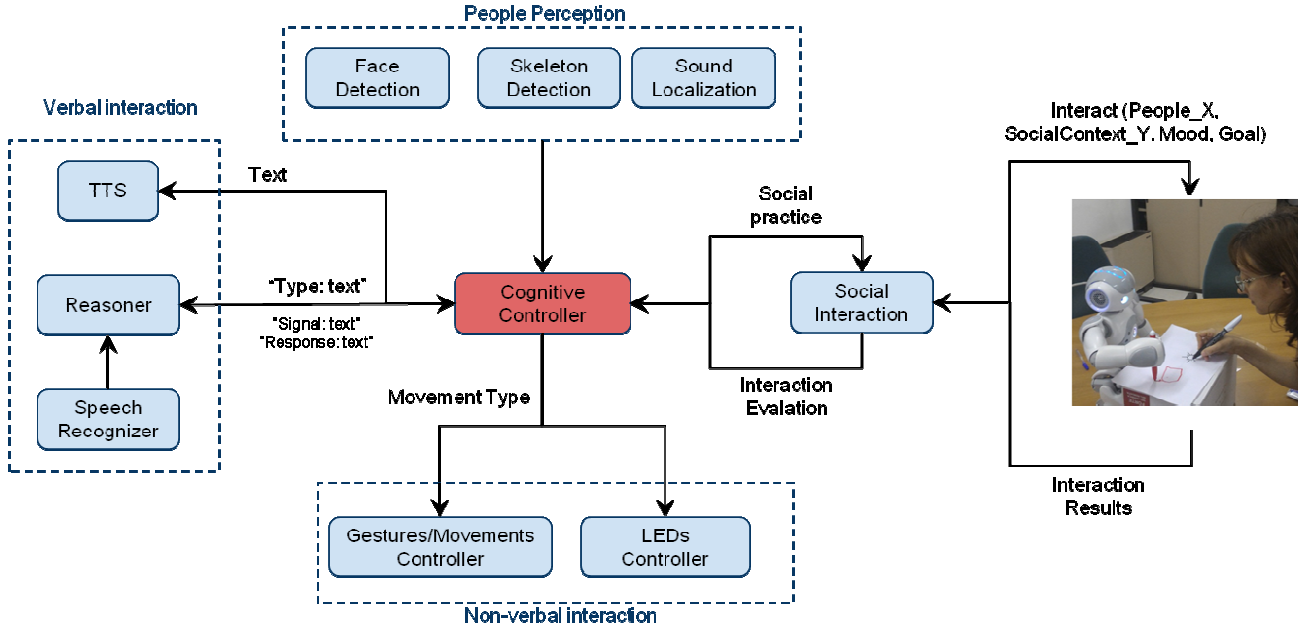 People Perception
Face
Detection
Skeleton
Detection
Sound
Localization
Verbal interaction
TTS
Text
Reasoner
"Type: text"
"Signal: text"
"Response: text"
Speech
Recognizer
Cognitive
Controller
Social
practice
Social
Interaction
Interaction
Evalation
Interact (People_X,
SocialContext_Y. Mood, Goal)
Interaction
Results
Movement Type
Gestures/Movements
Controller
LEDs
Controller
Non-verbal interaction